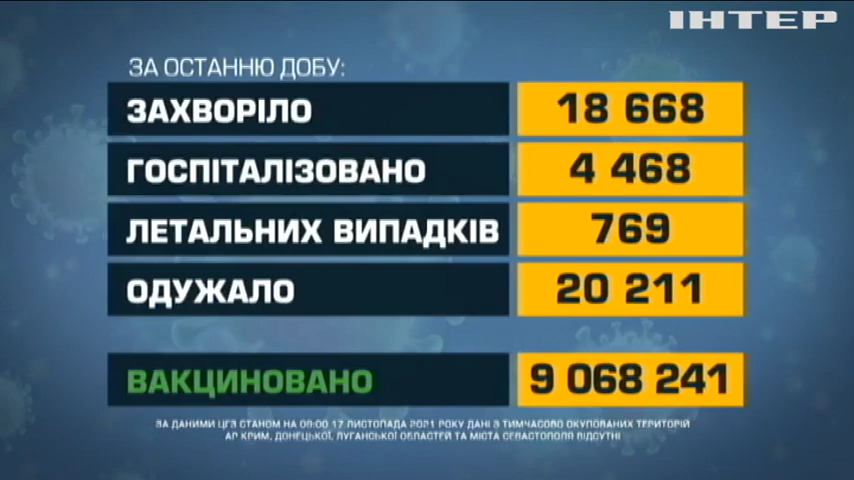 ІНТЕР
ЗА ОСТАННЮ ДОБУ:
ЗАХВОРІЛО 18 668
ГОСПІТАЛІЗОВАНО 4 468
ЛЕТАЛЬНИХ ВИПАДКІВ 769
ОДУЖАЛО 20 211
ВАКЦИНОВАНО 9 068 241
ЗА ДАНИМИ ЦГЗ СТАНОМ НА 09:00 17 ЛИСТОПАДА 2021 РОКУ ДАНІ З ТИМЧАСОВО ОКУПОВАНИХ ТЕРИТОРІЙ
АР КРИМ, ДОНЕЦЬКОЇ, ЛУГАНСЬКОЇ ОБЛАСТЕЙ ТА МІСТА СЕВАСТОПОЛЯ ВІДСУТНІ